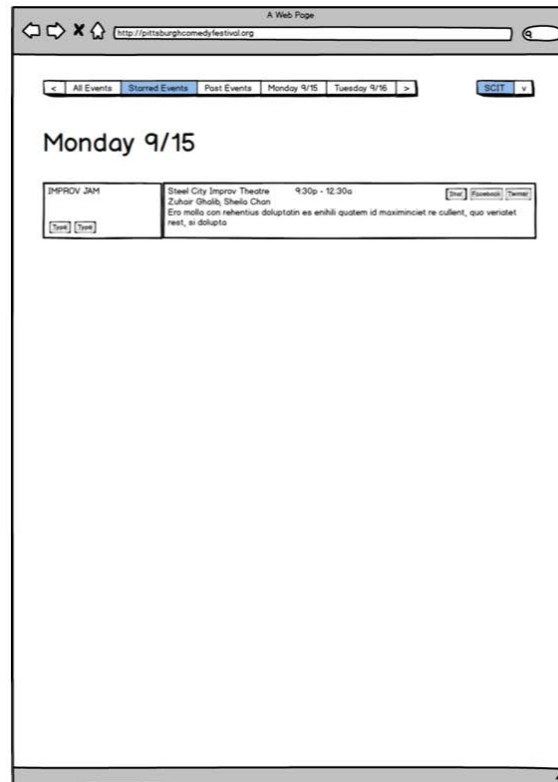 A Web Page
http://pittsburghcomedyfestival.org
< All Events Starred Events Past Events Monday 9/15 Tuesday 9/16 > SCIT v
Monday 9/15
IMPROV JAM
Type Type
Steel City Improv Theatre 9:30p - 12:30a Star Facebook Twitter
Zuhair Ghalib, Sheila Chan
Ero molla con rehentius doluptatin es enihili quatem id maximinciet re cullent, quo veriatet
rest, si dolupta